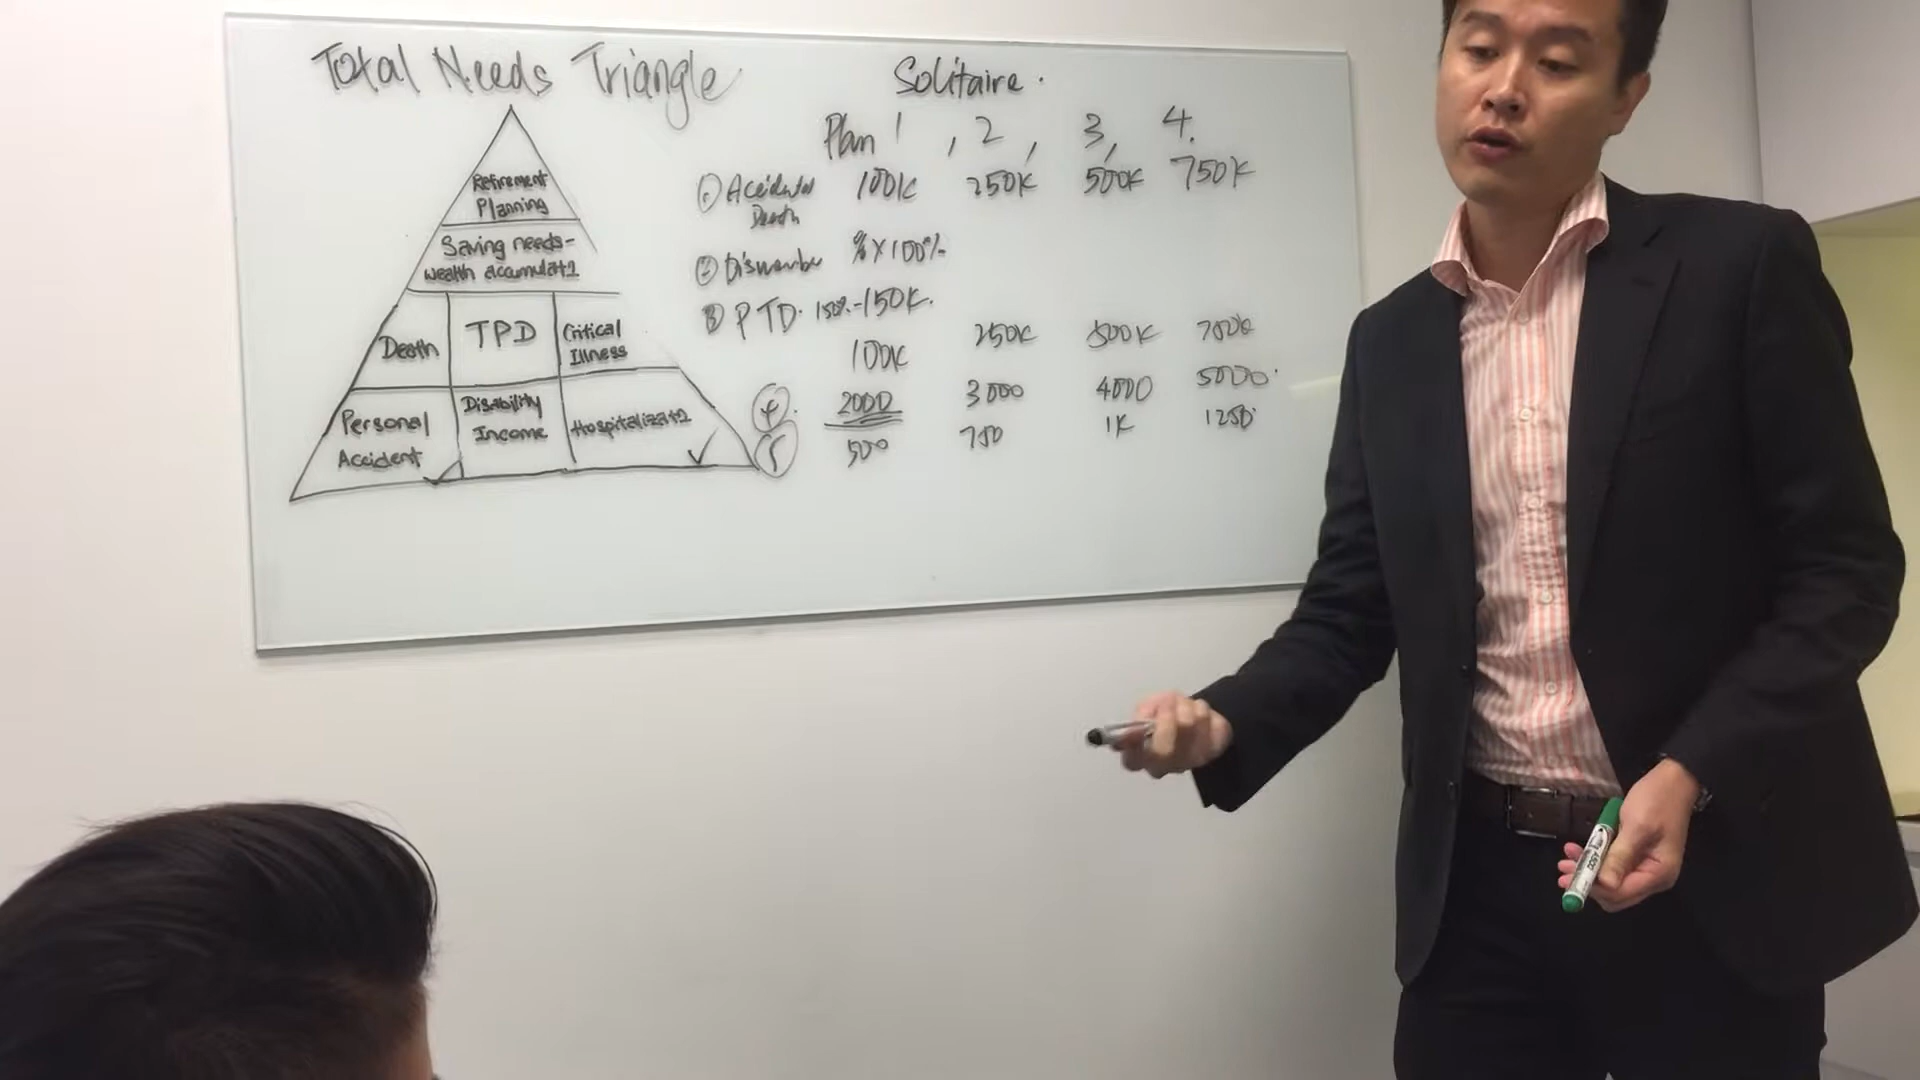 Total Needs Triangle
Retirement
Planning
Saving needs-
wealth accumulat
Death
TPD
Critical
Illness
Personal
Accident
Disability
Income
Hospitalizat
Solitaire.
Plan 1, 2, 3, 4.
① Accidental 100K 250K 500K 750K
Death
② Dismember % X 100%
③ PTD. 150%-150K.
100K 250K 500K 750k
④. 2000 3000 4000 5000.
⑤ 500 750 1K 1250